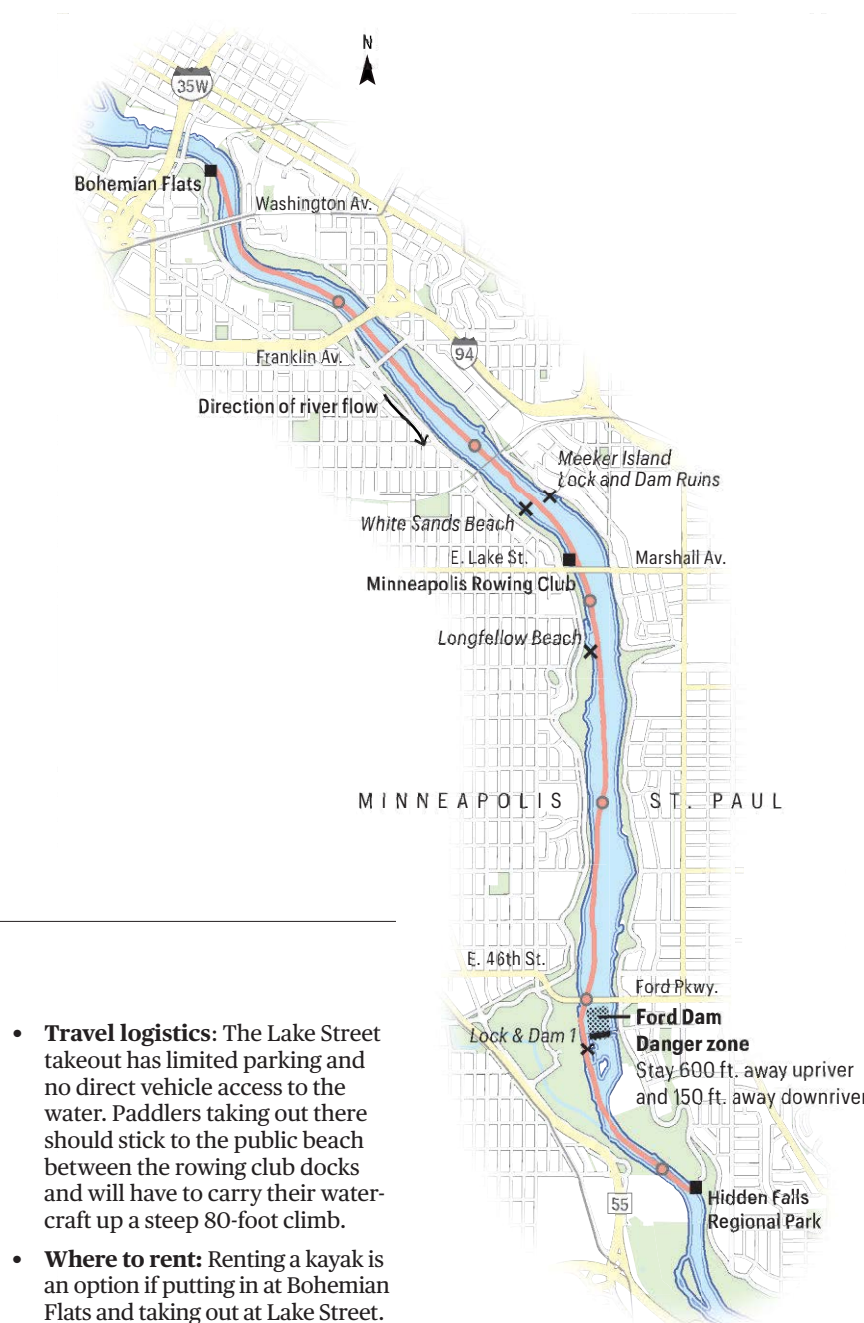 N
35W
Bohemian Flats
Washington Av.
94
Franklin Av.
Direction of river flow
Meeker Island
Lock and Dam Ruins
White Sands Beach
E. Lake St.
Marshall Av.
Minneapolis Rowing Club
Longfellow Beach
MINNEAPOLIS
ST. PAUL
E. 46th St.
Ford Pkwy.
Lock & Dam 1
Ford Dam
Danger zone
Stay 600 ft. away upriver
and 150 ft. away downriver
55
Hidden Falls
Regional Park
• Travel logistics: The Lake Street
takeout has limited parking and
no direct vehicle access to the
water. Paddlers taking out there
should stick to the public beach
between the rowing club docks
and will have to carry their water-
craft up a steep 80-foot climb.
• Where to rent: Renting a kayak is
an option if putting in at Bohemian
Flats and taking out at Lake Street.